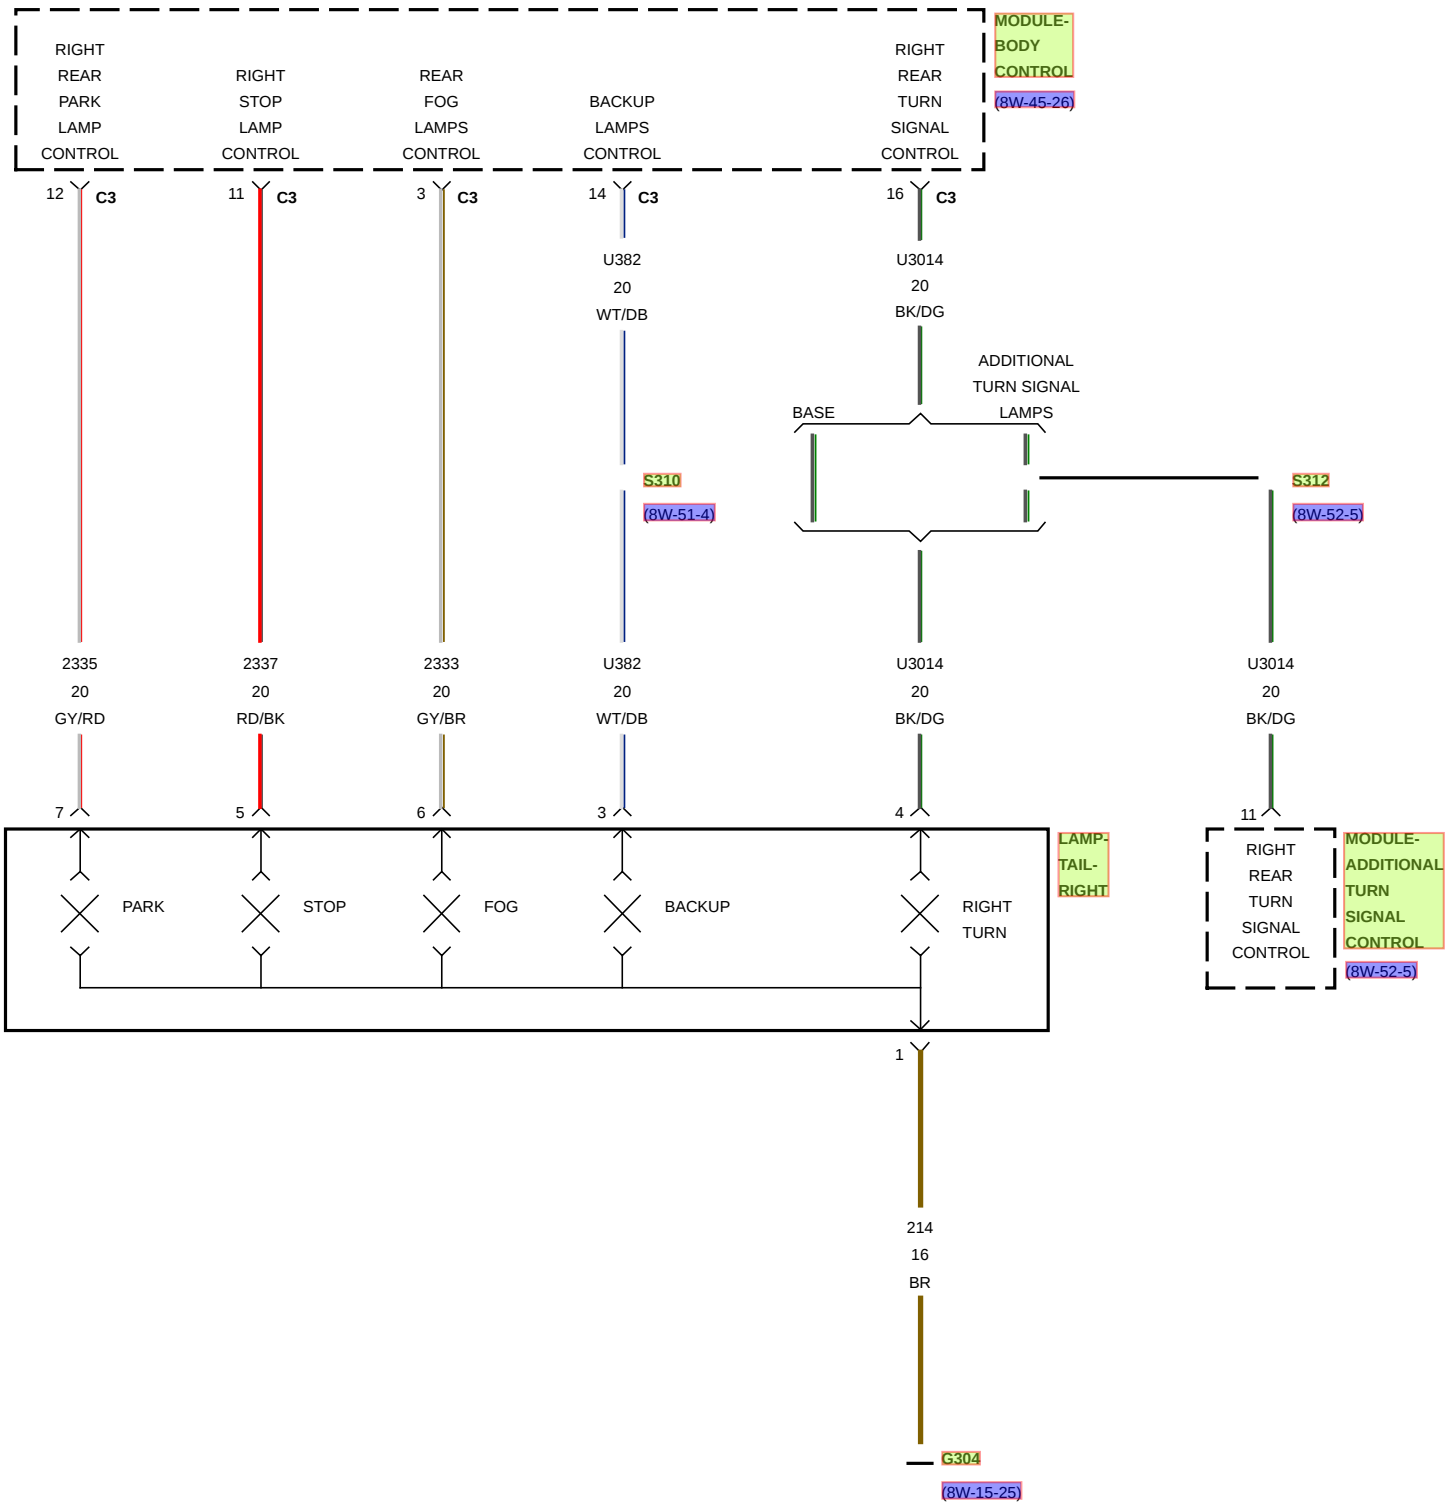 RIGHT
REAR
PARK
LAMP
CONTROL
RIGHT
STOP
LAMP
CONTROL
REAR
FOG
LAMPS
CONTROL
BACKUP
LAMPS
CONTROL
RIGHT
REAR
TURN
SIGNAL
CONTROL
MODULE-
BODY
CONTROL
(8W-45-26)
12 C3
11 C3
3 C3
14 C3
16 C3
U382
20
WT/DB
U3014
20
BK/DG
ADDITIONAL
TURN SIGNAL
LAMPS
BASE
S310
(8W-51-4)
S312
(8W-52-5)
2335
20
GY/RD
2337
20
RD/BK
2333
20
GY/BR
U382
20
WT/DB
U3014
20
BK/DG
U3014
20
BK/DG
7
5
6
3
4
11
PARK
STOP
FOG
BACKUP
RIGHT
TURN
LAMP-
TAIL-
RIGHT
RIGHT
REAR
TURN
SIGNAL
CONTROL
MODULE-
ADDITIONAL
TURN
SIGNAL
CONTROL
(8W-52-5)
1
214
16
BR
G304
(8W-15-25)